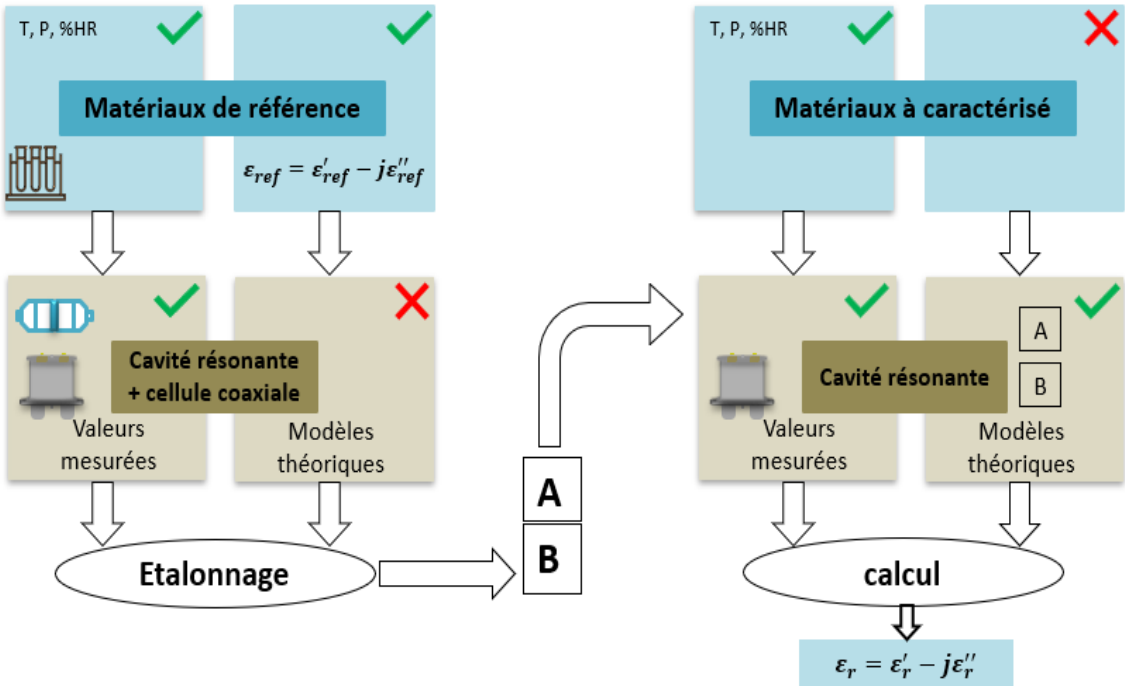 T, P, %HR
Matériaux de référence
ε_ref = ε'_ref − jε''_ref
Cavité résonante
+ cellule coaxiale
Valeurs
mesurées
Modèles
théoriques
Etalonnage
A
B
T, P, %HR
Matériaux à caractérisé
A
B
Cavité résonante
Valeurs
mesurées
Modèles
théoriques
calcul
ε_r = ε'_r − jε''_r